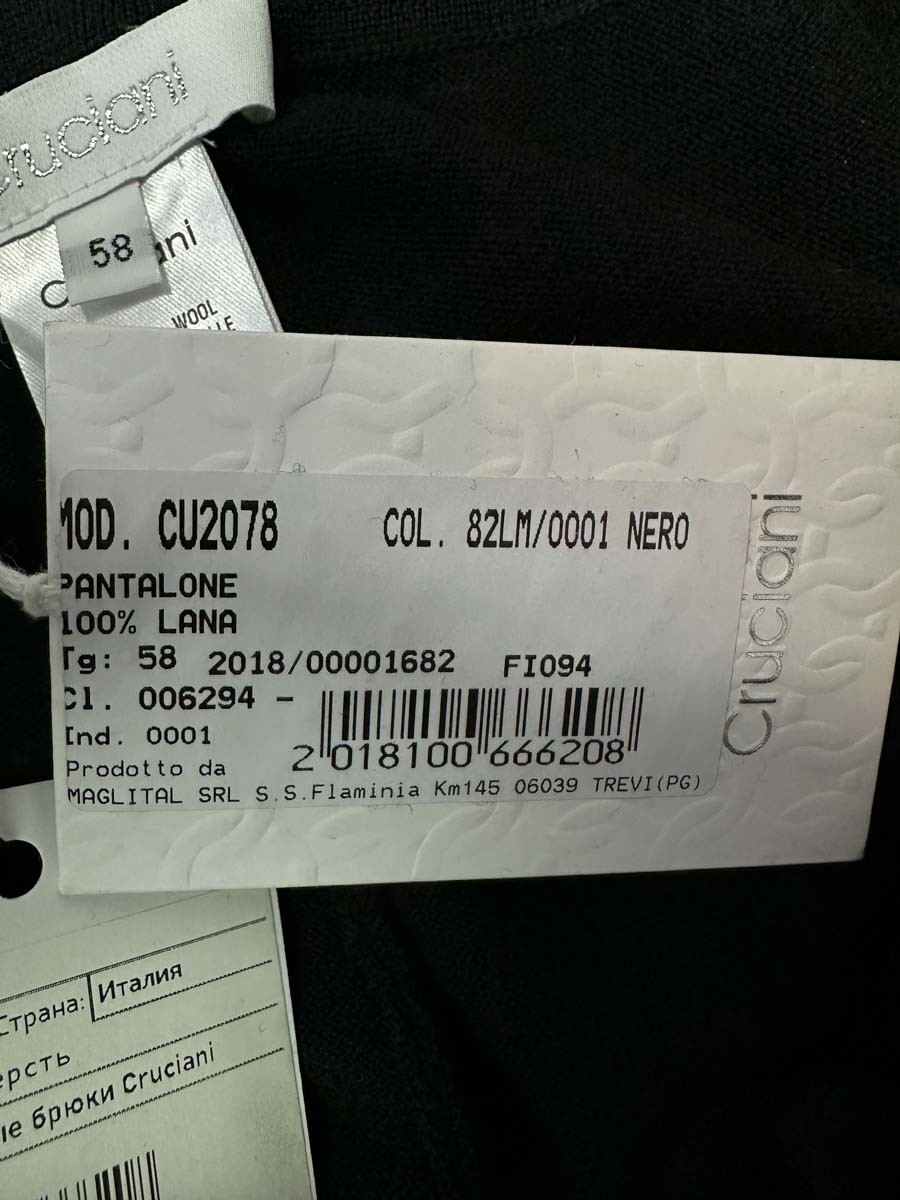 Cruciani
58
WOOL
MOD. CU2078 COL. 82LM/0001 NERO
PANTALONE
100% LANA
Tg: 58 2018/00001682 FI094
Cl. 006294 -
Ind. 0001
2 018100 666208
Prodotto da
MAGLITAL SRL S.S.Flaminia Km145 06039 TREVI(PG)
Cruciani
Страна: Италия
ерсть
ые брюки Cruciani